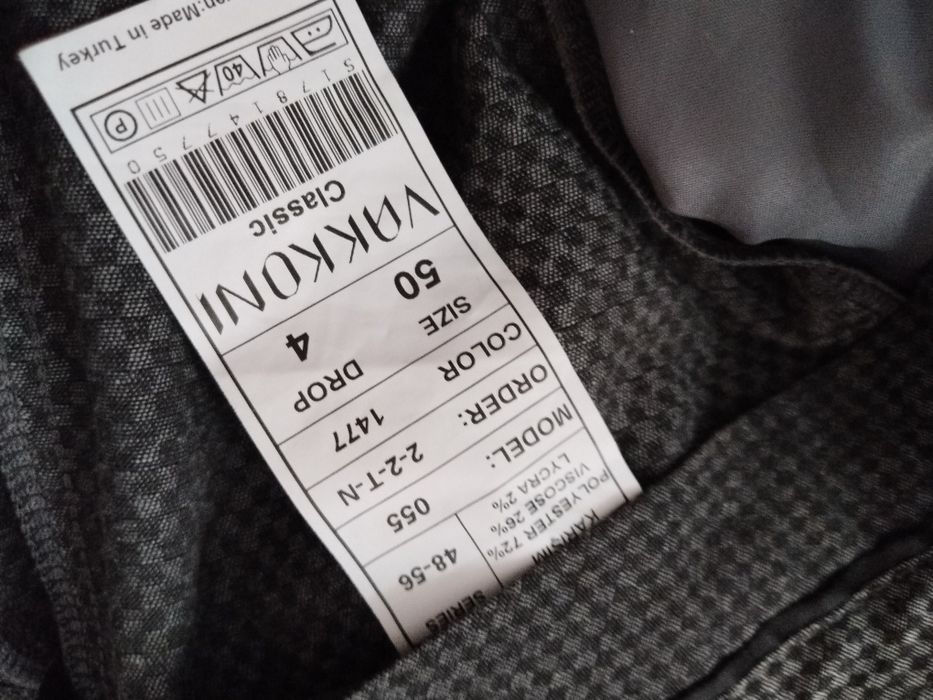 KARIŞIM SERIES
POLYESTER 72%
VISCOSE 26% 48-56
LYCRA 2%
MODEL: 055
ORDER: 2-2-T-N
COLOR 1477
SIZE DROP
50 4
VAKKONI
Classic
S17814750
40 P
Made in Turkey